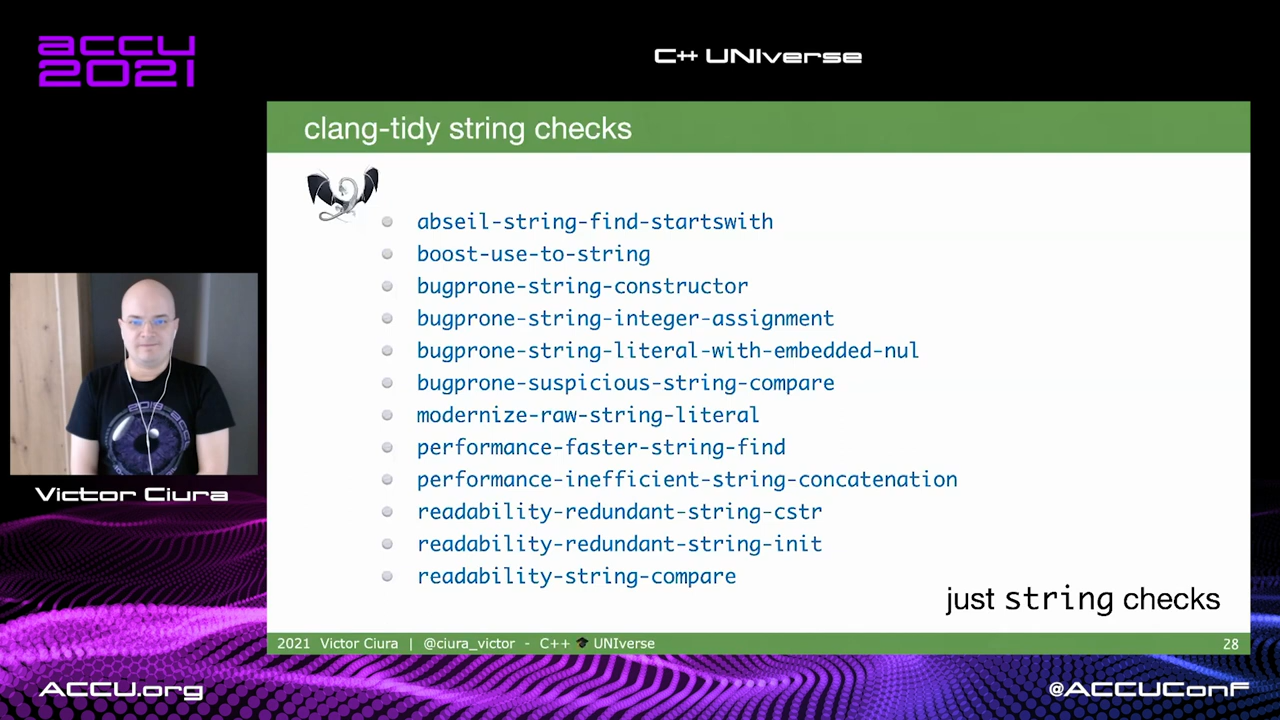 accu
2021
C++ UNIverse
clang-tidy string checks
abseil-string-find-startswith
boost-use-to-string
bugprone-string-constructor
bugprone-string-integer-assignment
bugprone-string-literal-with-embedded-nul
bugprone-suspicious-string-compare
modernize-raw-string-literal
performance-faster-string-find
performance-inefficient-string-concatenation
readability-redundant-string-cstr
readability-redundant-string-init
readability-string-compare
just string checks
Victor Ciura
2021 Victor Ciura | @ciura_victor - C++ UNIverse
28
ACCU.org
@ACCUConf